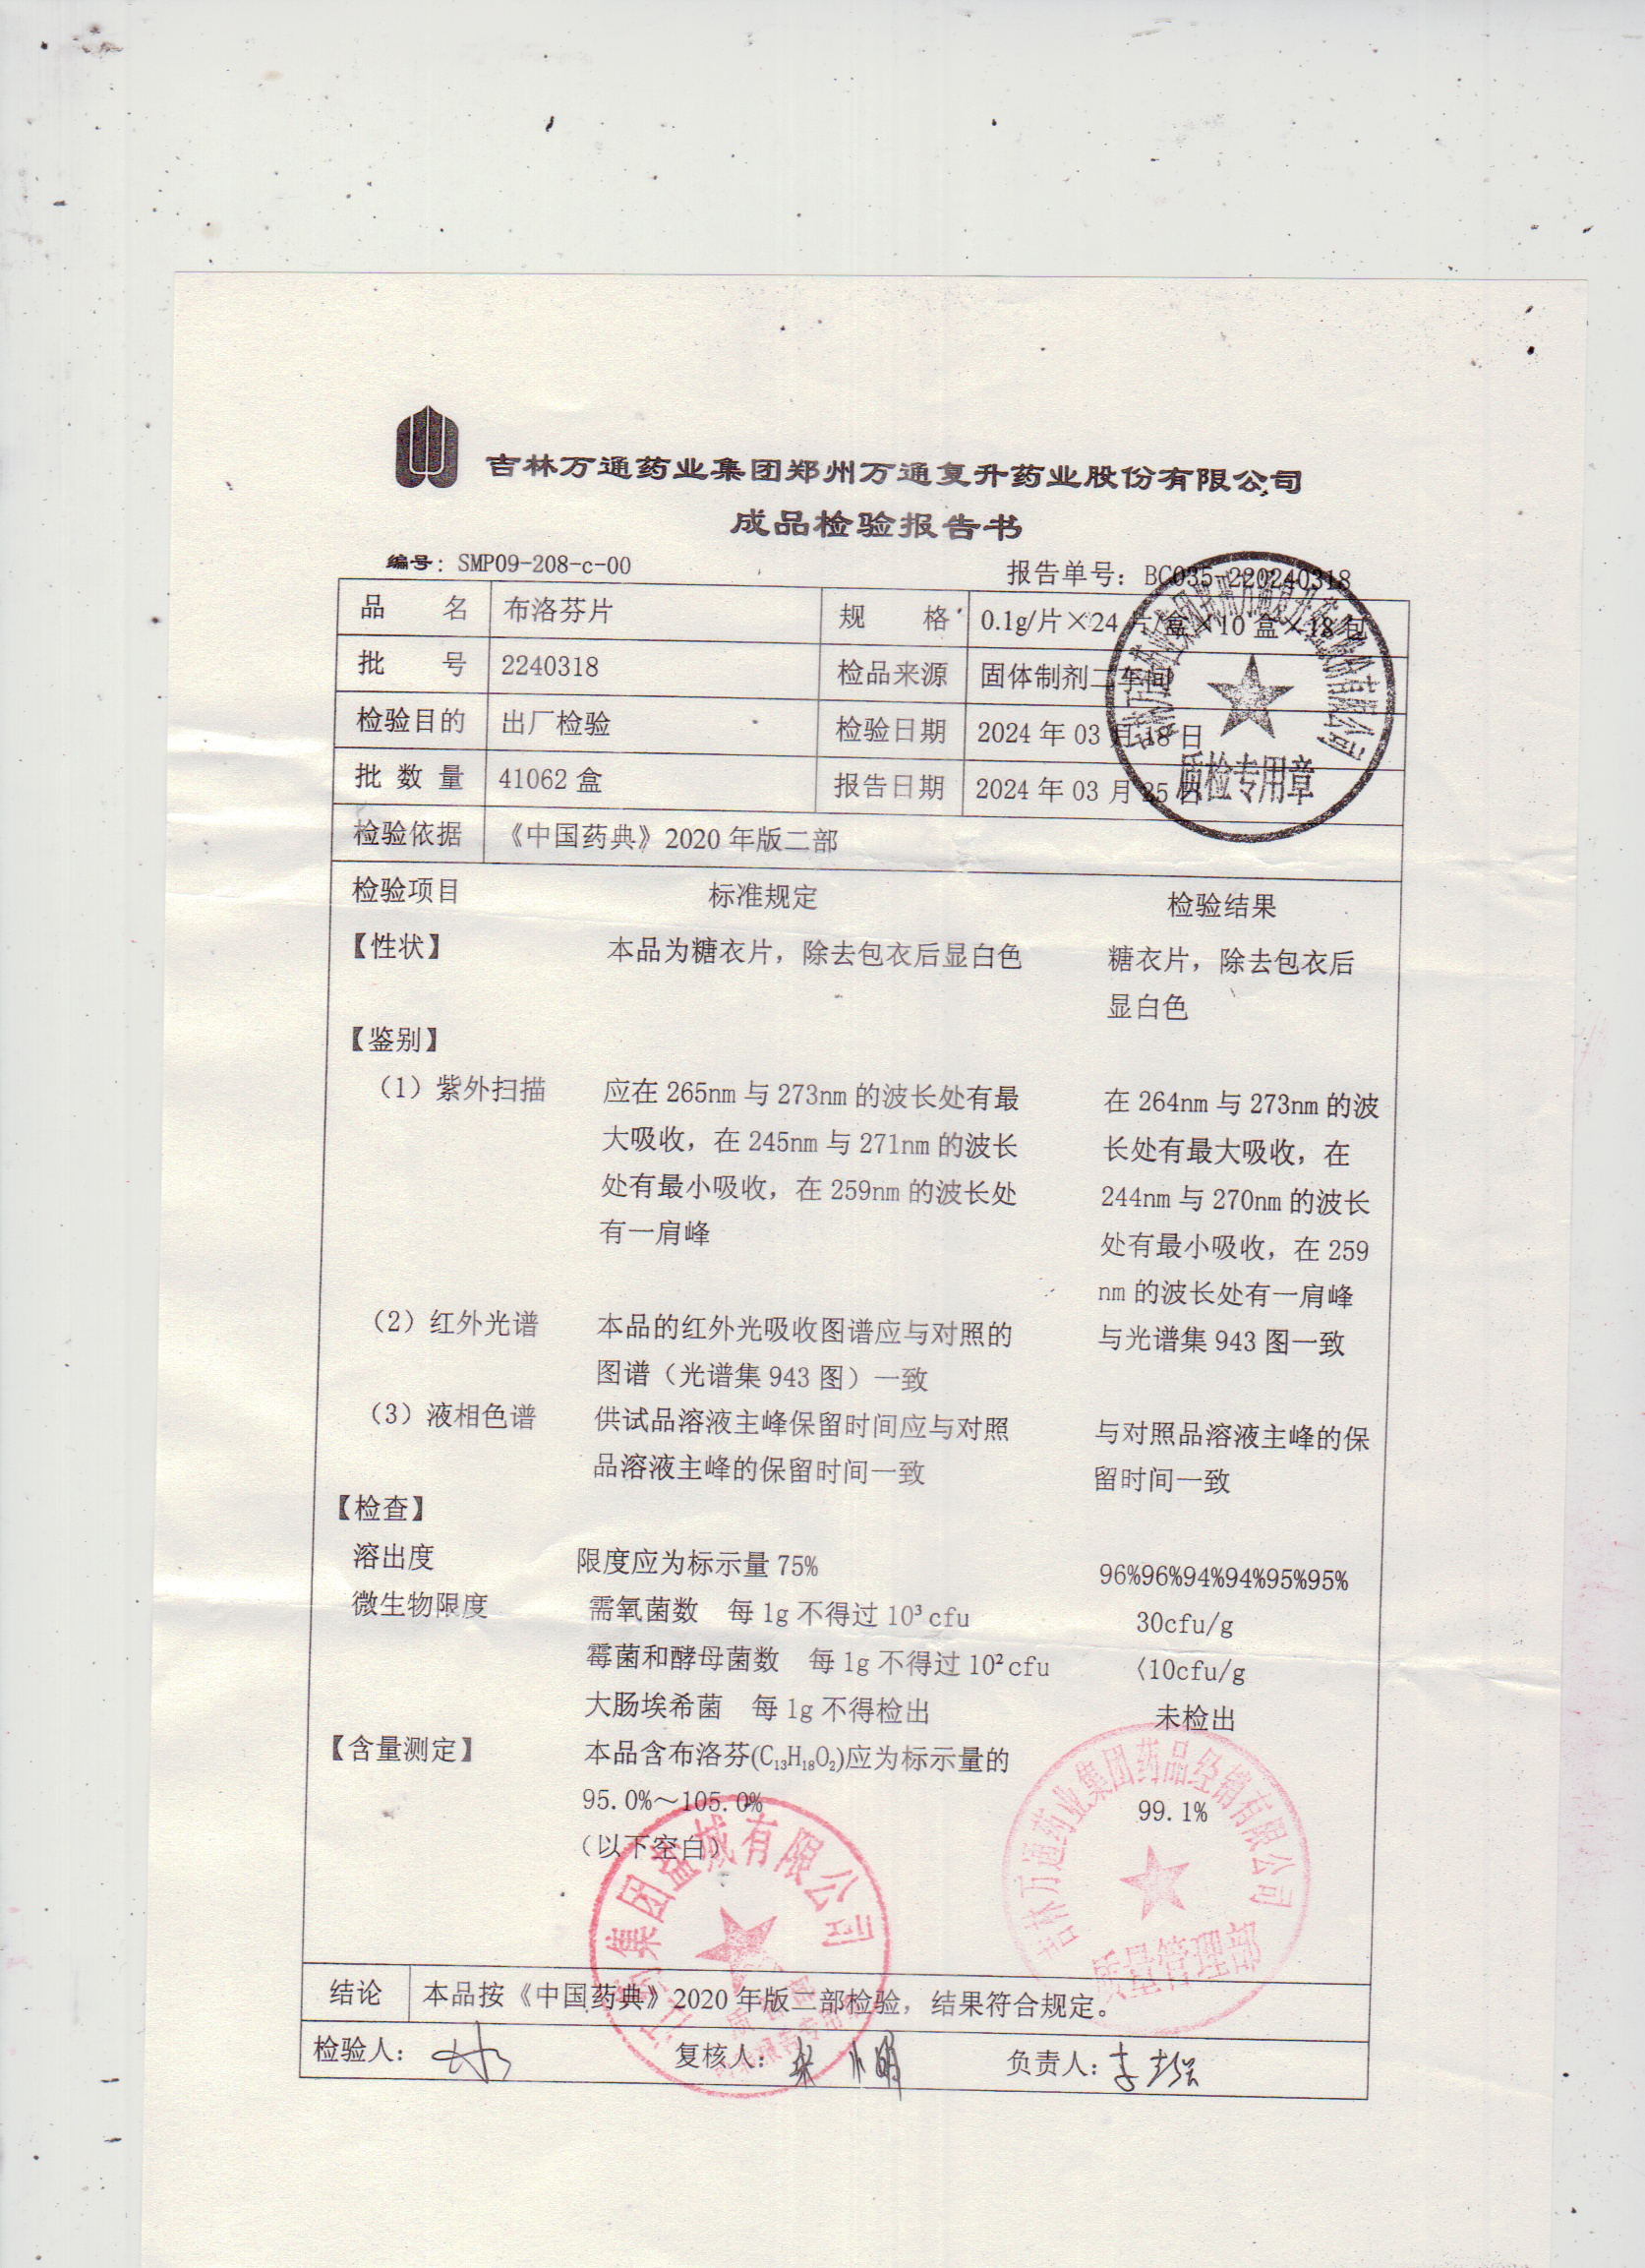 吉林万通药业集团郑州万通复升药业股份有限公司
成品检验报告书
编号：SMP09-208-c-00 报告单号：BC035-220240318
品 名 布洛芬片 规 格 0.1g/片×24片/盒×10盒×18包
批 号 2240318 检品来源 固体制剂二车间
检验目的 出厂检验 检验日期 2024年03月18日
批数量 41062盒 报告日期 2024年03月25日
质检专用章
检验依据 《中国药典》2020年版二部
检验项目 标准规定 检验结果
【性状】 本品为糖衣片，除去包衣后显白色 糖衣片，除去包衣后
显白色
【鉴别】
（1）紫外扫描 应在265nm与273nm的波长处有最 在264nm与273nm的波
大吸收，在245nm与271nm的波长 长处有最大吸收，在
处有最小吸收，在259nm的波长处 244nm与270nm的波长
有一肩峰 处有最小吸收，在259
nm的波长处有一肩峰
（2）红外光谱 本品的红外光吸收图谱应与对照的 与光谱集943图一致
图谱（光谱集943图）一致
（3）液相色谱 供试品溶液主峰保留时间应与对照 与对照品溶液主峰的保
品溶液主峰的保留时间一致 留时间一致
【检查】
溶出度 限度应为标示量75% 96%96%94%94%95%95%
微生物限度 需氧菌数 每1g不得过10³cfu 30cfu/g
霉菌和酵母菌数 每1g不得过10²cfu 〈10cfu/g
大肠埃希菌 每1g不得检出 未检出
【含量测定】 本品含布洛芬(C₁₃H₁₈O₂)应为标示量的
95.0%～105.0% 99.1%
（以下空白）
吉林万通药业集团药品经销有限公司
质量管理部
集团益诚有限公司
结论 本品按《中国药典》2020年版二部检验，结果符合规定。
检验人： 复核人： 负责人：